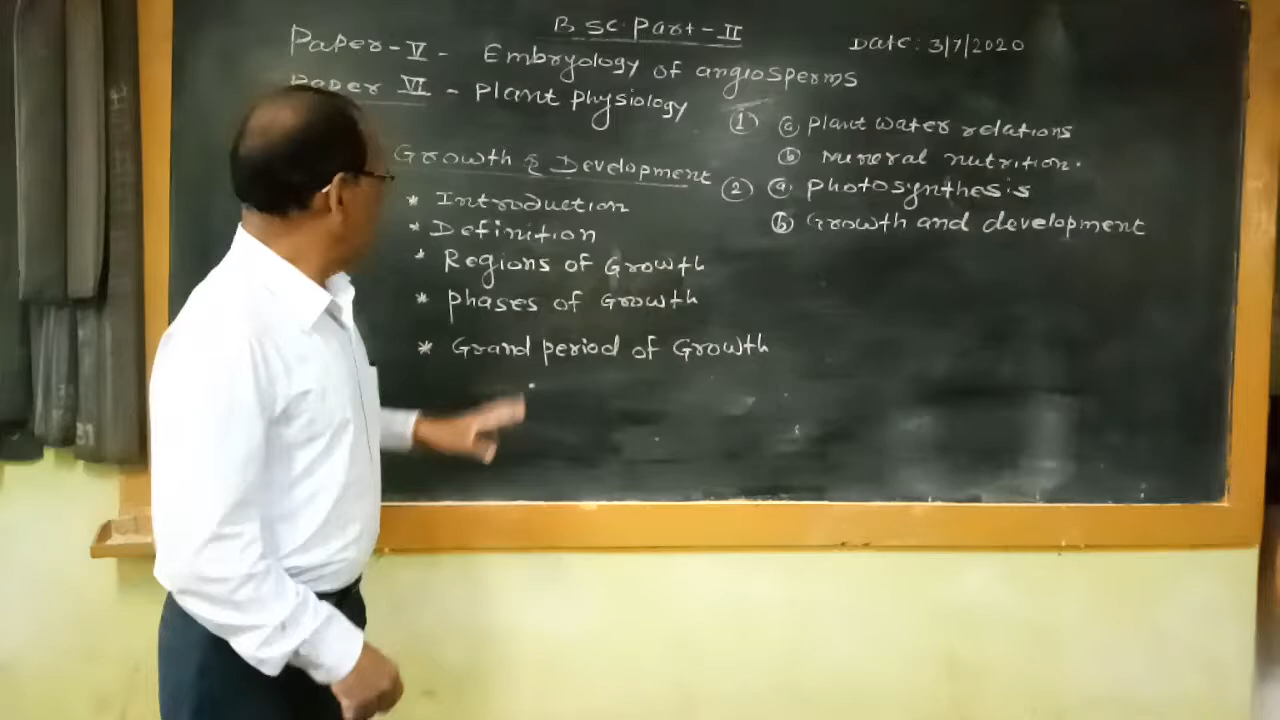 B.Sc. Part-II
Date: 3/7/2020
Paper-V - Embryology of angiosperms
Paper VI - Plant physiology
① ⓐ Plant water relations
ⓑ Mineral nutrition.
② ⓐ Photosynthesis
ⓑ Growth and development
Growth & Development
* Introduction
* Definition
* Regions of Growth
* Phases of Growth
* Grand period of Growth